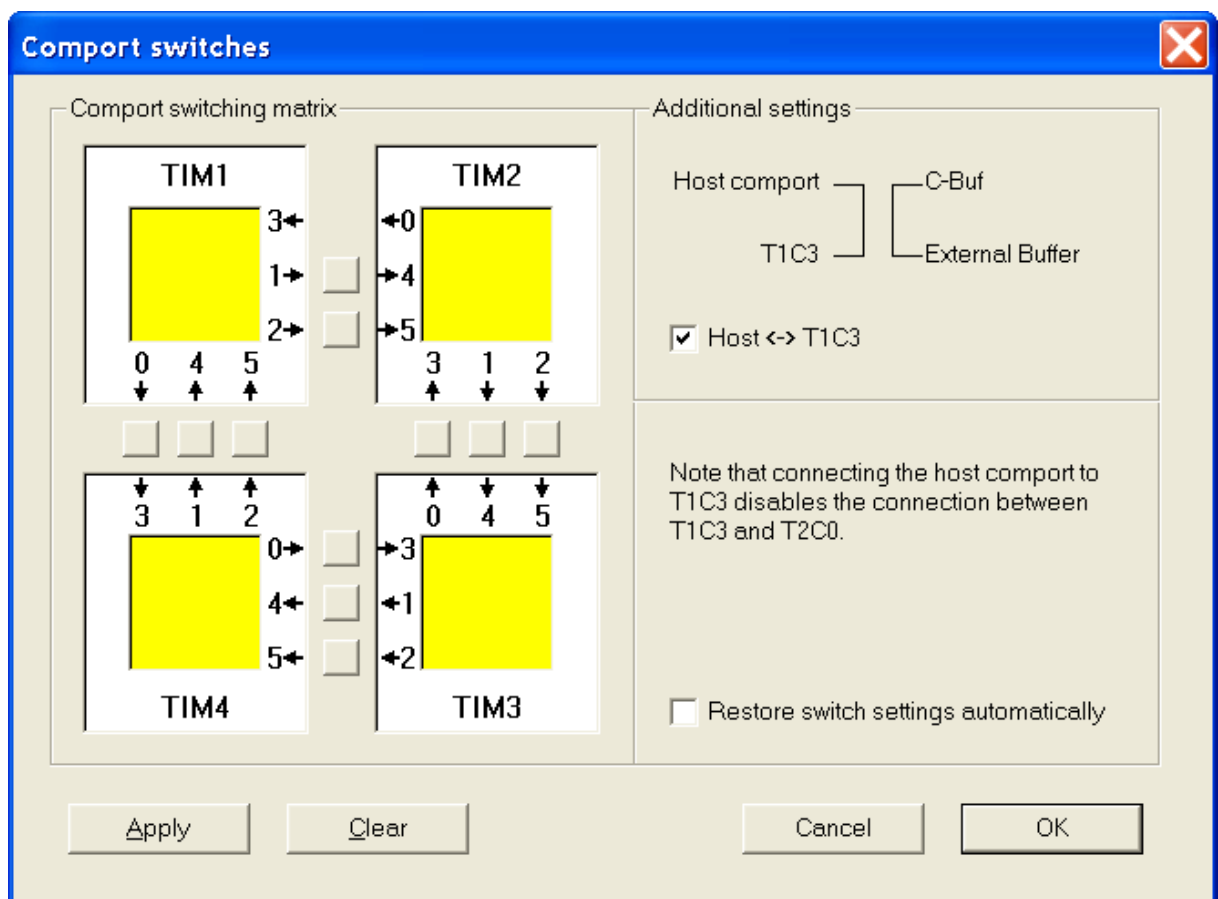 Comport switches
Comport switching matrix
TIM1
3
1
2
0 4 5
TIM2
0
4
5
3 1 2
3 1 2
0
4
5
TIM4
0 4 5
3
1
2
TIM3
Additional settings
Host comport
C-Buf
T1C3
External Buffer
Host <-> T1C3
Note that connecting the host comport to
T1C3 disables the connection between
T1C3 and T2C0.
Restore switch settings automatically
Apply
Clear
Cancel
OK